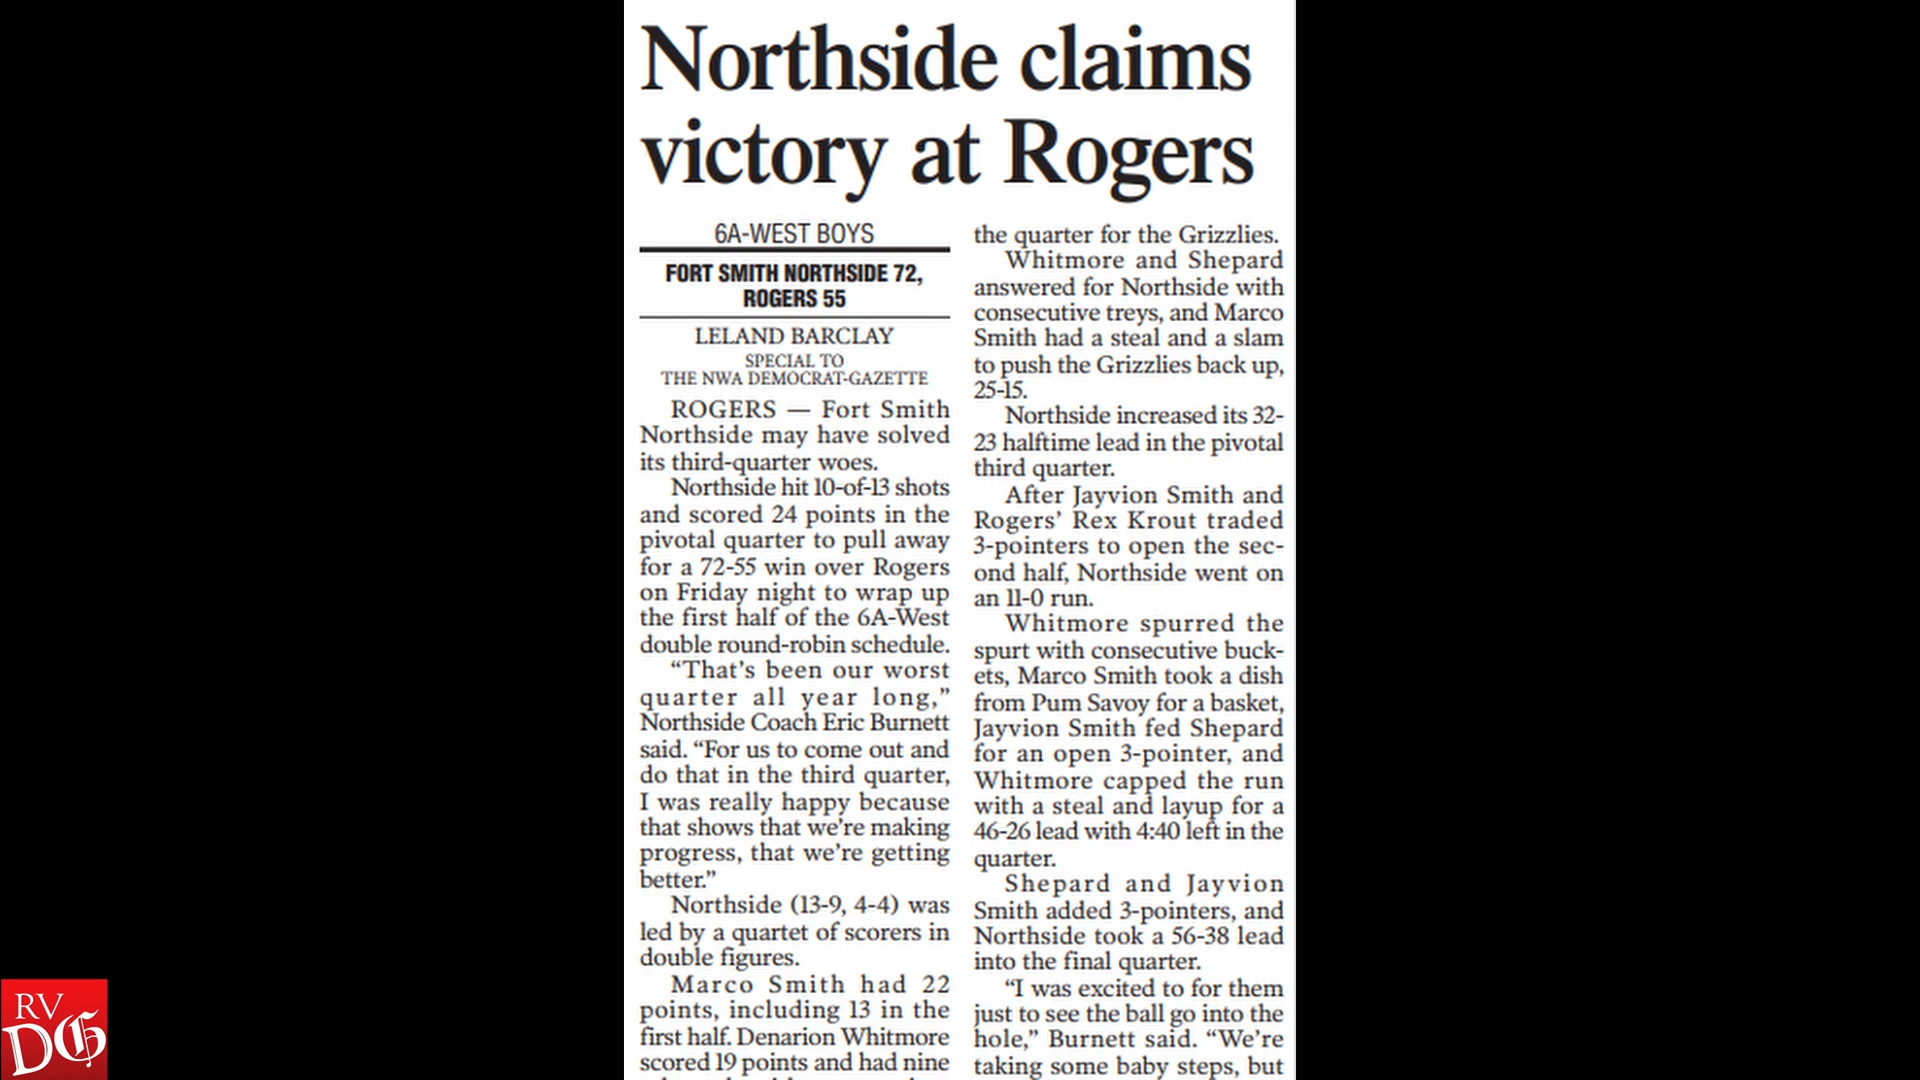 Northside claims
victory at Rogers
6A-WEST BOYS
FORT SMITH NORTHSIDE 72,
ROGERS 55
LELAND BARCLAY
SPECIAL TO
THE NWA DEMOCRAT-GAZETTE
ROGERS — Fort Smith
Northside may have solved
its third-quarter woes.
Northside hit 10-of-13 shots
and scored 24 points in the
pivotal quarter to pull away
for a 72-55 win over Rogers
on Friday night to wrap up
the first half of the 6A-West
double round-robin schedule.
“That’s been our worst
quarter all year long,”
Northside Coach Eric Burnett
said. “For us to come out and
do that in the third quarter,
I was really happy because
that shows that we’re making
progress, that we’re getting
better.”
Northside (13-9, 4-4) was
led by a quartet of scorers in
double figures.
Marco Smith had 22
points, including 13 in the
first half. Denarion Whitmore
scored 19 points and had nine
the quarter for the Grizzlies.
Whitmore and Shepard
answered for Northside with
consecutive treys, and Marco
Smith had a steal and a slam
to push the Grizzlies back up,
25-15.
Northside increased its 32-
23 halftime lead in the pivotal
third quarter.
After Jayvion Smith and
Rogers’ Rex Krout traded
3-pointers to open the sec-
ond half, Northside went on
an 11-0 run.
Whitmore spurred the
spurt with consecutive buck-
ets, Marco Smith took a dish
from Pum Savoy for a basket,
Jayvion Smith fed Shepard
for an open 3-pointer, and
Whitmore capped the run
with a steal and layup for a
46-26 lead with 4:40 left in the
quarter.
Shepard and Jayvion
Smith added 3-pointers, and
Northside took a 56-38 lead
into the final quarter.
“I was excited to for them
just to see the ball go into the
hole,” Burnett said. “We’re
taking some baby steps, but
RV
DG